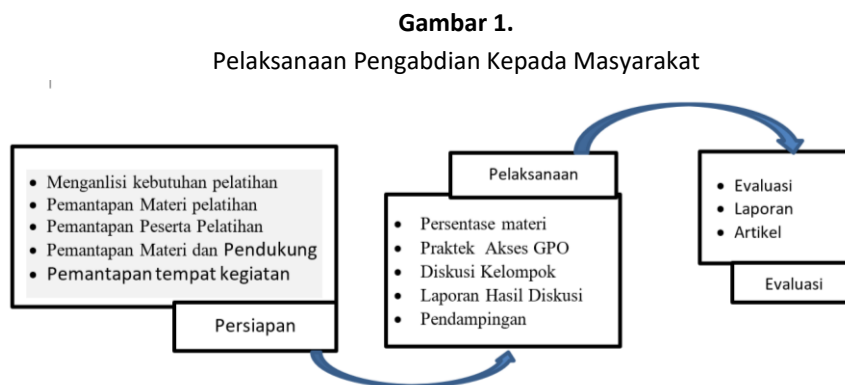 Gambar 1.
Pelaksanaan Pengabdian Kepada Masyarakat
• Menganlisi kebutuhan pelatihan
• Pemantapan Materi pelatihan
• Pemantapan Peserta Pelatihan
• Pemantapan Materi dan Pendukung
• Pemantapan tempat kegiatan
Persiapan
Pelaksanaan
• Persentase materi
• Praktek Akses GPO
• Diskusi Kelompok
• Laporan Hasil Diskusi
• Pendampingan
• Evaluasi
• Laporan
• Artikel
Evaluasi